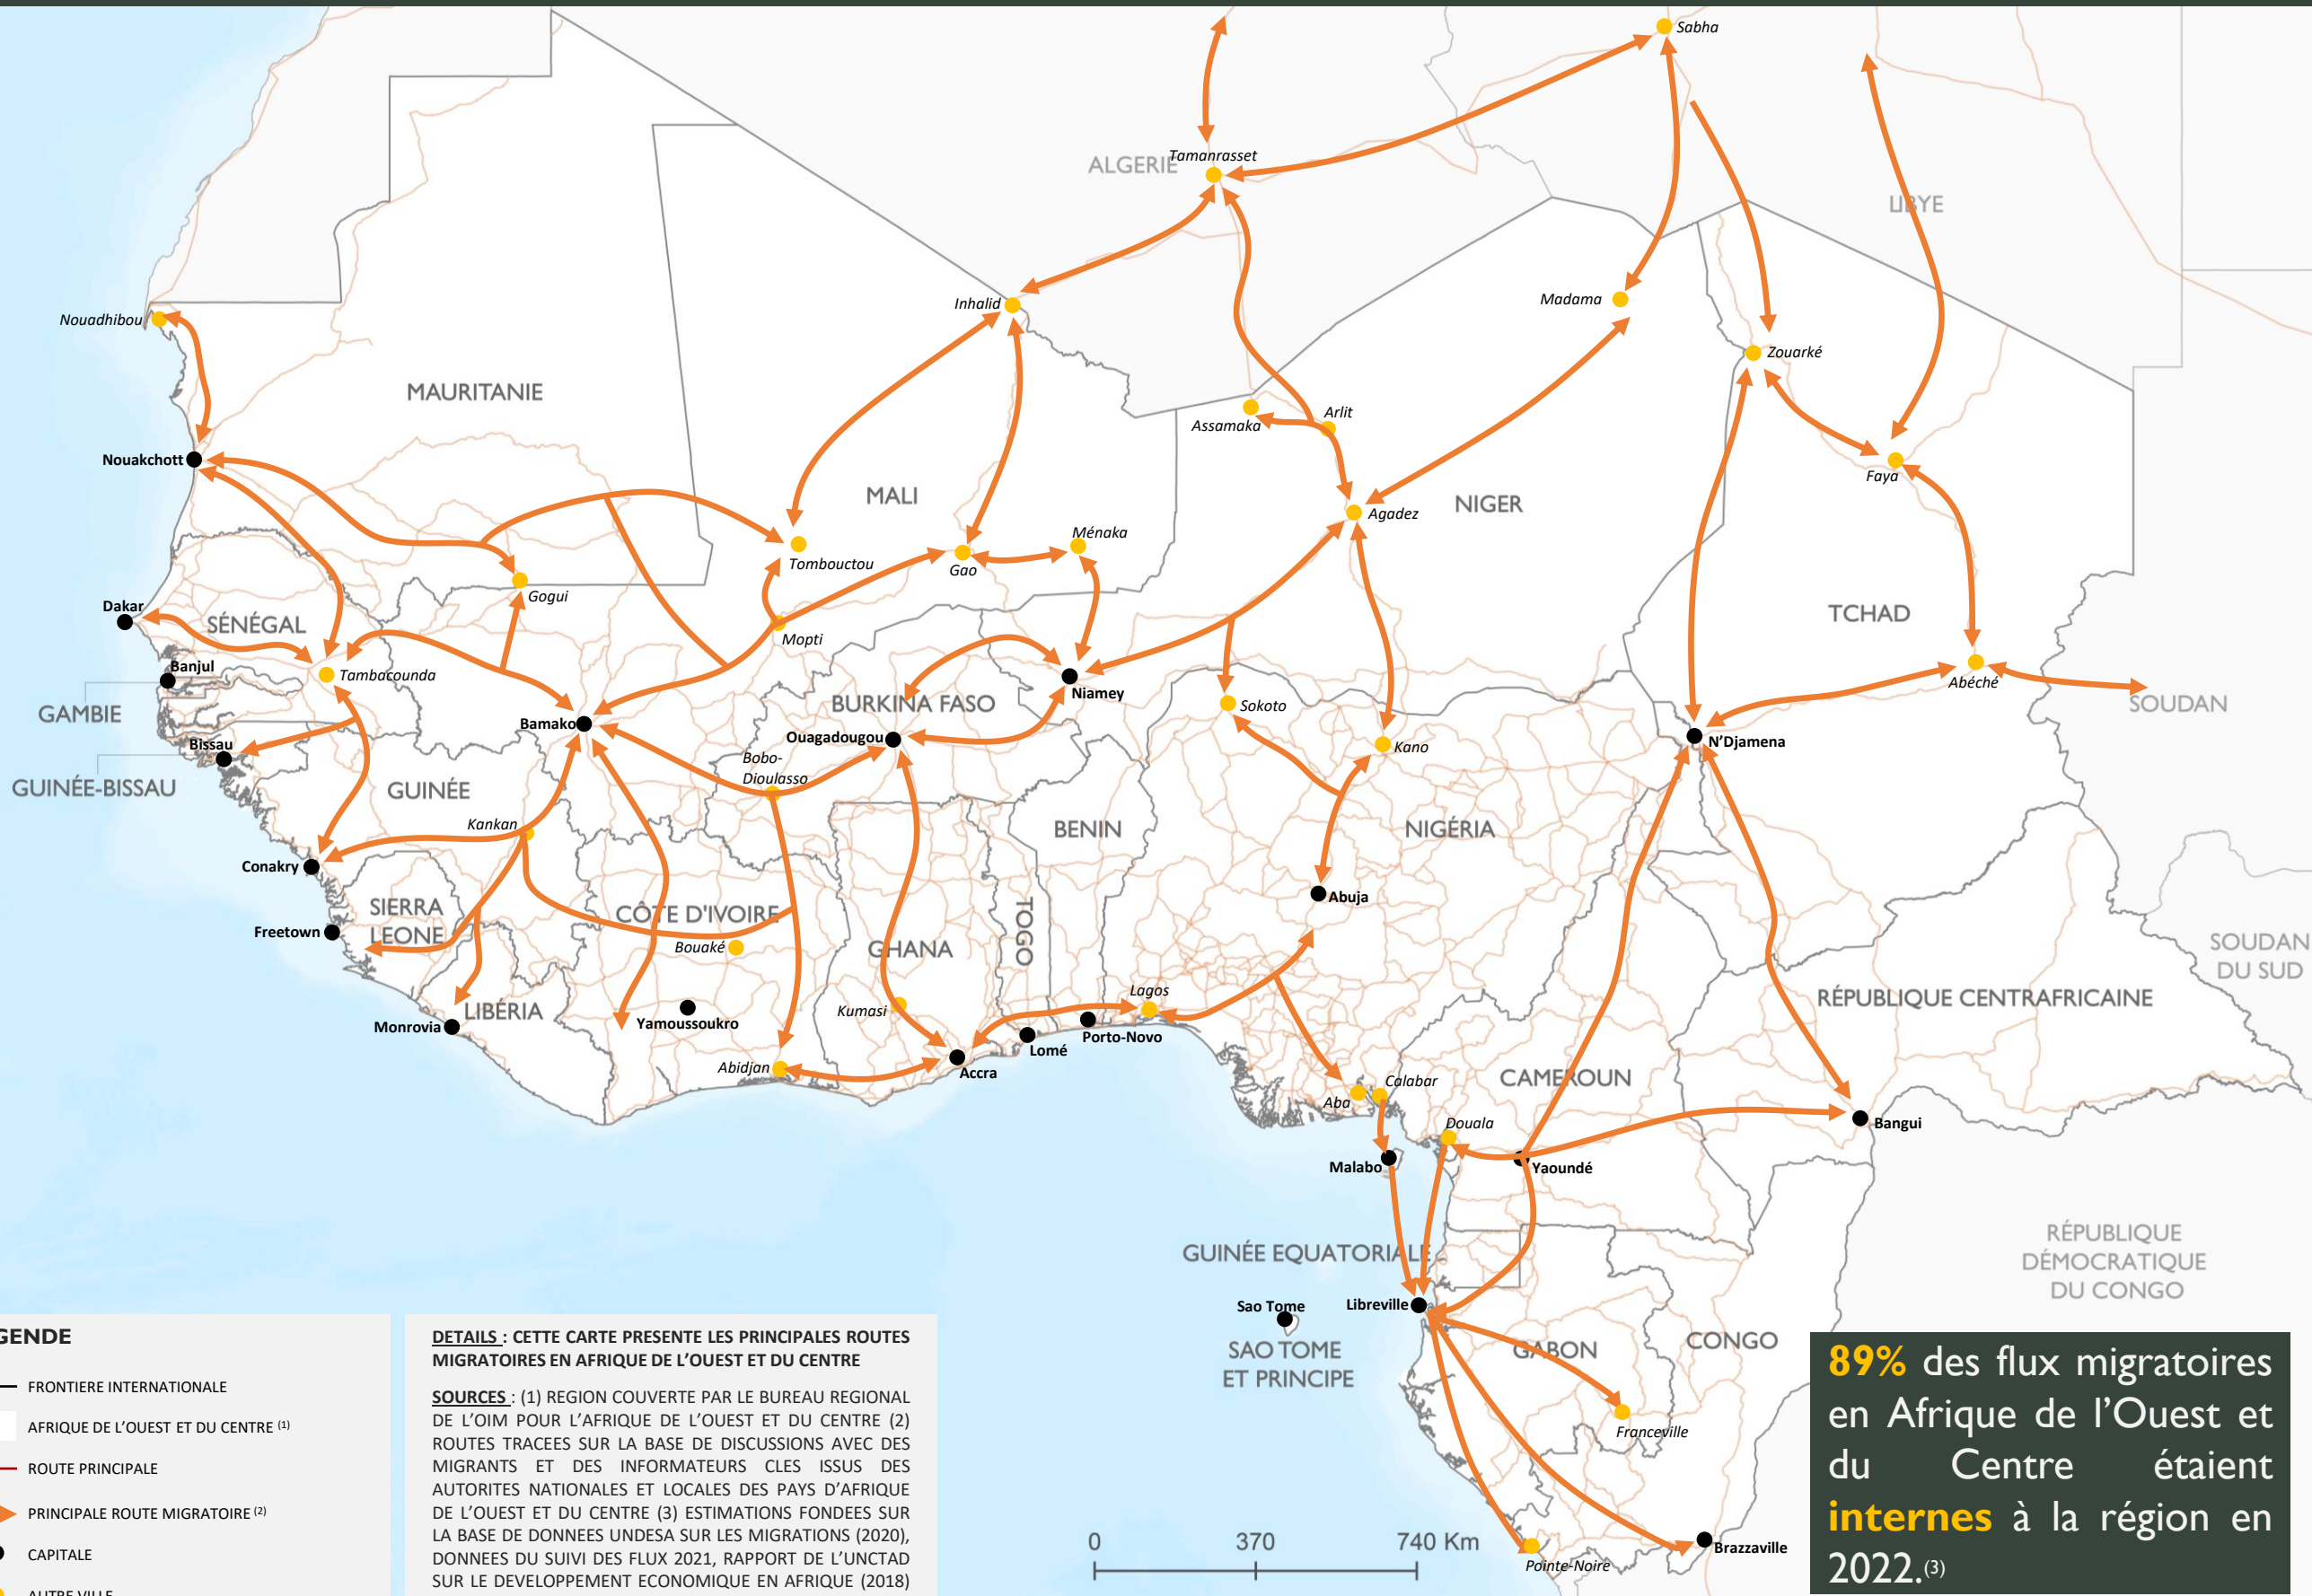 Sabha
Tamanrasset
ALGERIE
LIBYE
Nouadhibou
Inhalid
Madama
Zouarké
MAURITANIE
Assamaka
Arlit
Nouakchott
MALI
NIGER
Agadez
Faya
Ménaka
Tombouctou
Gao
Gogui
Dakar
SÉNÉGAL
TCHAD
Mopti
Banjul
Tambacounda
Abéché
GAMBIE
BURKINA FASO
Niamey
Sokoto
SOUDAN
Bamako
Ouagadougou
Bissau
Kano
N'Djamena
Bobo-
Dioulasso
GUINÉE-BISSAU
GUINÉE
Kankan
BENIN
NIGÉRIA
Conakry
Abuja
SIERRA
LEONE
CÔTE D'IVOIRE
TOGO
Freetown
Bouaké
GHANA
SOUDAN
DU SUD
RÉPUBLIQUE CENTRAFRICAINE
Lagos
LIBÉRIA
Kumasi
Monrovia
Yamoussoukro
Porto-Novo
Lomé
Abidjan
Accra
CAMEROUN
Calabar
Aba
Douala
Bangui
Malabo
Yaoundé
GUINÉE EQUATORIALE
RÉPUBLIQUE
DÉMOCRATIQUE
DU CONGO
Sao Tome
Libreville
SAO TOME
ET PRINCIPE
GABON
CONGO
Franceville
Pointe-Noire
Brazzaville
0 370 740 Km
GENDE
FRONTIERE INTERNATIONALE
AFRIQUE DE L'OUEST ET DU CENTRE (1)
ROUTE PRINCIPALE
PRINCIPALE ROUTE MIGRATOIRE (2)
CAPITALE
AUTRE VILLE
DETAILS : CETTE CARTE PRESENTE LES PRINCIPALES ROUTES
MIGRATOIRES EN AFRIQUE DE L'OUEST ET DU CENTRE
SOURCES : (1) REGION COUVERTE PAR LE BUREAU REGIONAL
DE L'OIM POUR L'AFRIQUE DE L'OUEST ET DU CENTRE (2)
ROUTES TRACEES SUR LA BASE DE DISCUSSIONS AVEC DES
MIGRANTS ET DES INFORMATEURS CLES ISSUS DES
AUTORITES NATIONALES ET LOCALES DES PAYS D'AFRIQUE
DE L'OUEST ET DU CENTRE (3) ESTIMATIONS FONDEES SUR
LA BASE DE DONNEES UNDESA SUR LES MIGRATIONS (2020),
DONNEES DU SUIVI DES FLUX 2021, RAPPORT DE L'UNCTAD
SUR LE DEVELOPPEMENT ECONOMIQUE EN AFRIQUE (2018)
89% des flux migratoires
en Afrique de l'Ouest et
du Centre étaient
internes à la région en
2022.(3)